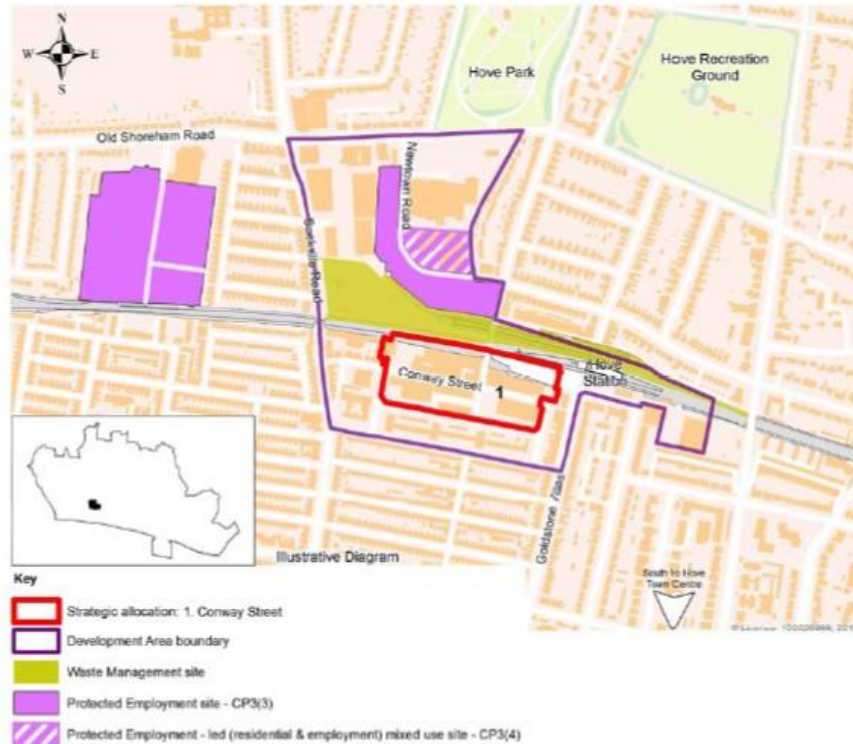 N
W E
S
Hove Park
Hove Recreation
Ground
Old Shoreham Road
Newtown Road
Sackville Road
Hove
Station
Conway Street
1
Goldstone Villas
Illustrative Diagram
South to Hove
Town Centre
Key
Strategic allocation: 1. Conway Street
Development Area boundary
Waste Management site
Protected Employment site - CP3(3)
Protected Employment - led (residential & employment) mixed use site - CP3(4)